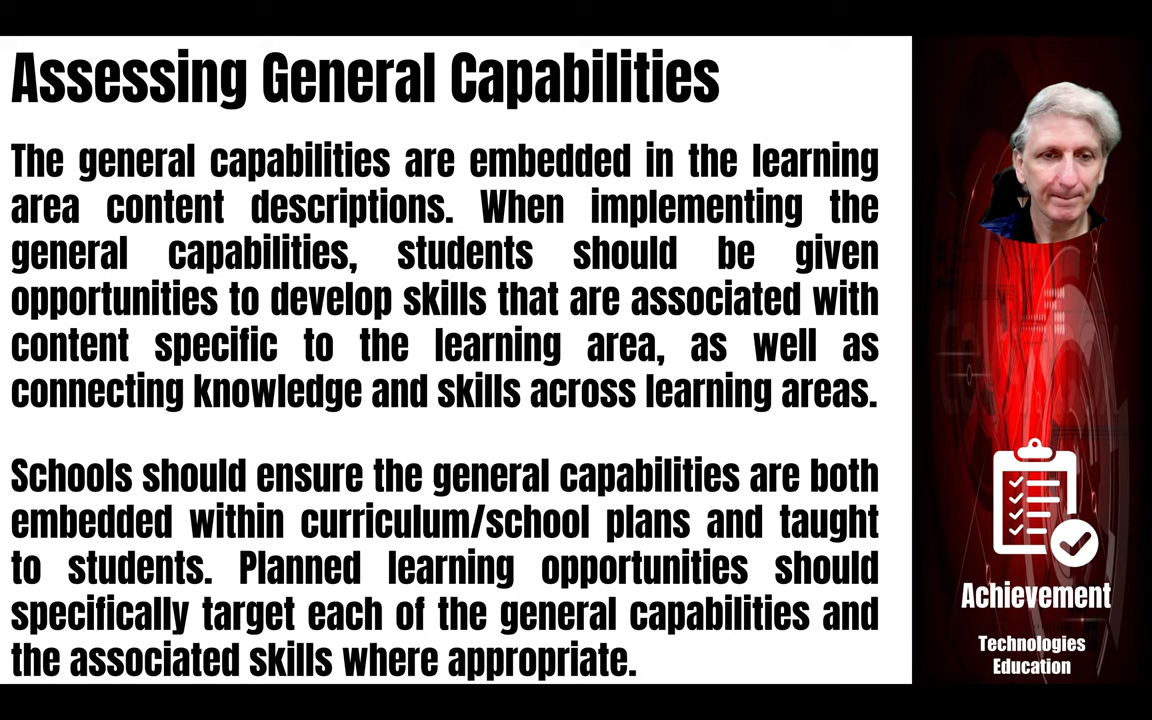 Assessing General Capabilities
The general capabilities are embedded in the learning
area content descriptions. When implementing the
general capabilities, students should be given
opportunities to develop skills that are associated with
content specific to the learning area, as well as
connecting knowledge and skills across learning areas.
Schools should ensure the general capabilities are both
embedded within curriculum/school plans and taught
to students. Planned learning opportunities should
specifically target each of the general capabilities and
the associated skills where appropriate.
Achievement
Technologies
Education